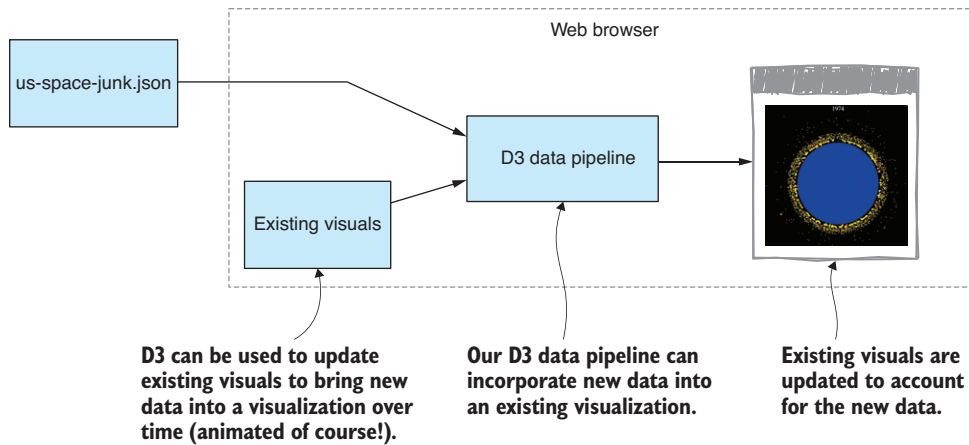 Web browser
us-space-junk.json
D3 data pipeline
Existing visuals
1974
D3 can be used to update
existing visuals to bring new
data into a visualization over
time (animated of course!).
Our D3 data pipeline can
incorporate new data into
an existing visualization.
Existing visuals are
updated to account
for the new data.